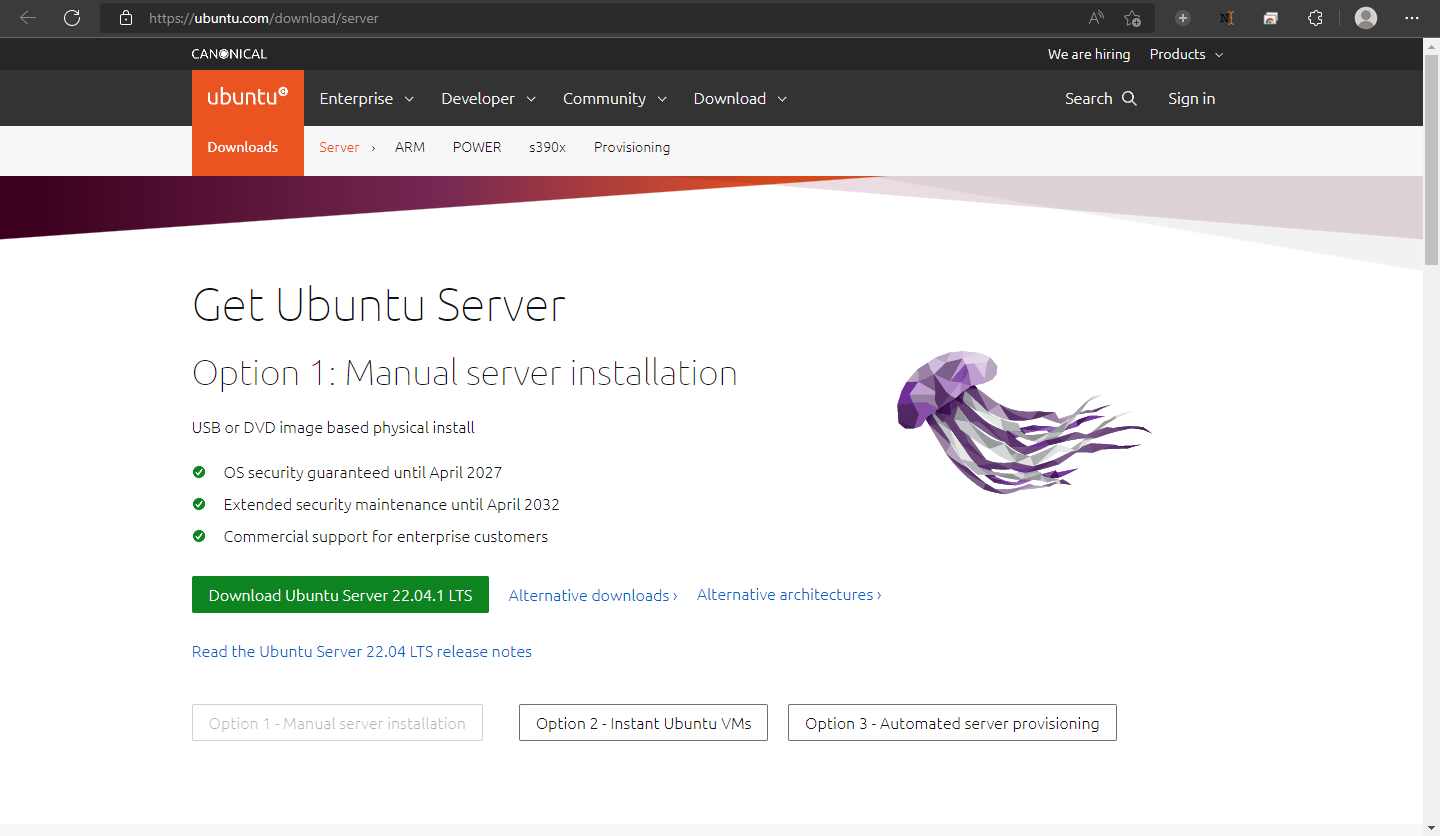 https://ubuntu.com/download/server
CANONICAL
We are hiring Products
ubuntu
Enterprise Developer Community Download Search Sign in
Downloads Server › ARM POWER s390x Provisioning
Get Ubuntu Server
Option 1: Manual server installation
USB or DVD image based physical install
OS security guaranteed until April 2027
Extended security maintenance until April 2032
Commercial support for enterprise customers
Download Ubuntu Server 22.04.1 LTS Alternative downloads › Alternative architectures ›
Read the Ubuntu Server 22.04 LTS release notes
Option 1 - Manual server installation Option 2 - Instant Ubuntu VMs Option 3 - Automated server provisioning